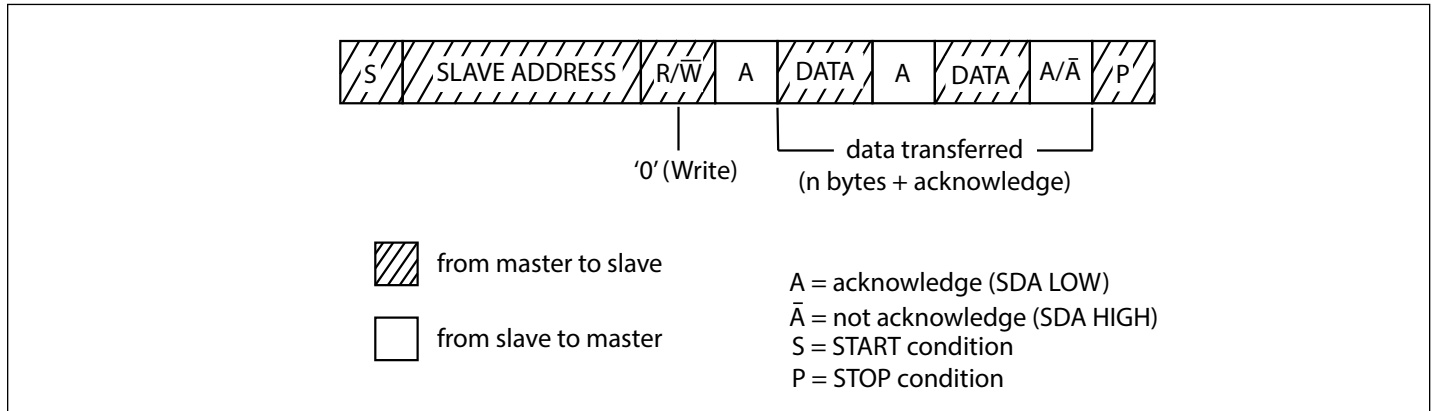 S SLAVE ADDRESS R/W̅ A DATA A DATA A/Ā P
‘0’ (Write)
data transferred
(n bytes + acknowledge)
from master to slave
from slave to master
A = acknowledge (SDA LOW)
Ā = not acknowledge (SDA HIGH)
S = START condition
P = STOP condition